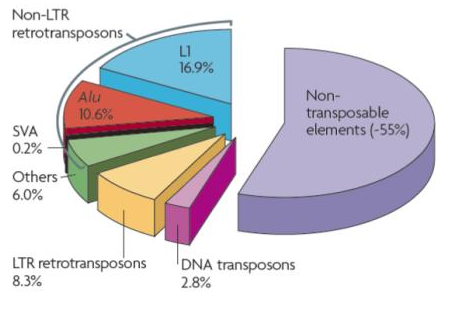 Non-LTR
retrotransposons
L1
16.9%
Alu
10.6%
SVA
0.2%
Others
6.0%
LTR retrotransposons
8.3%
DNA transposons
2.8%
Non-
transposable
elements (-55%)